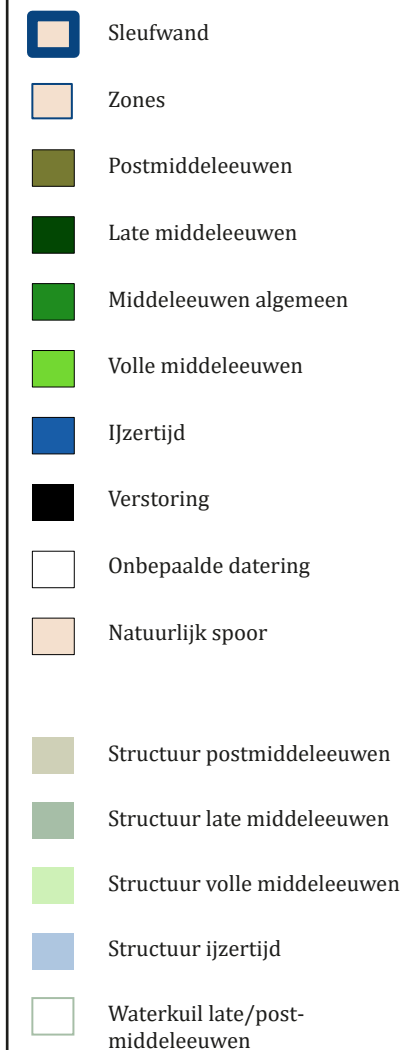 Sleufwand
Zones
Postmiddeleeuwen
Late middeleeuwen
Middeleeuwen algemeen
Volle middeleeuwen
IJzertijd
Verstoring
Onbepaalde datering
Natuurlijk spoor
Structuur postmiddeleeuwen
Structuur late middeleeuwen
Structuur volle middeleeuwen
Structuur ijzertijd
Waterkuil late/post-
middeleeuwen